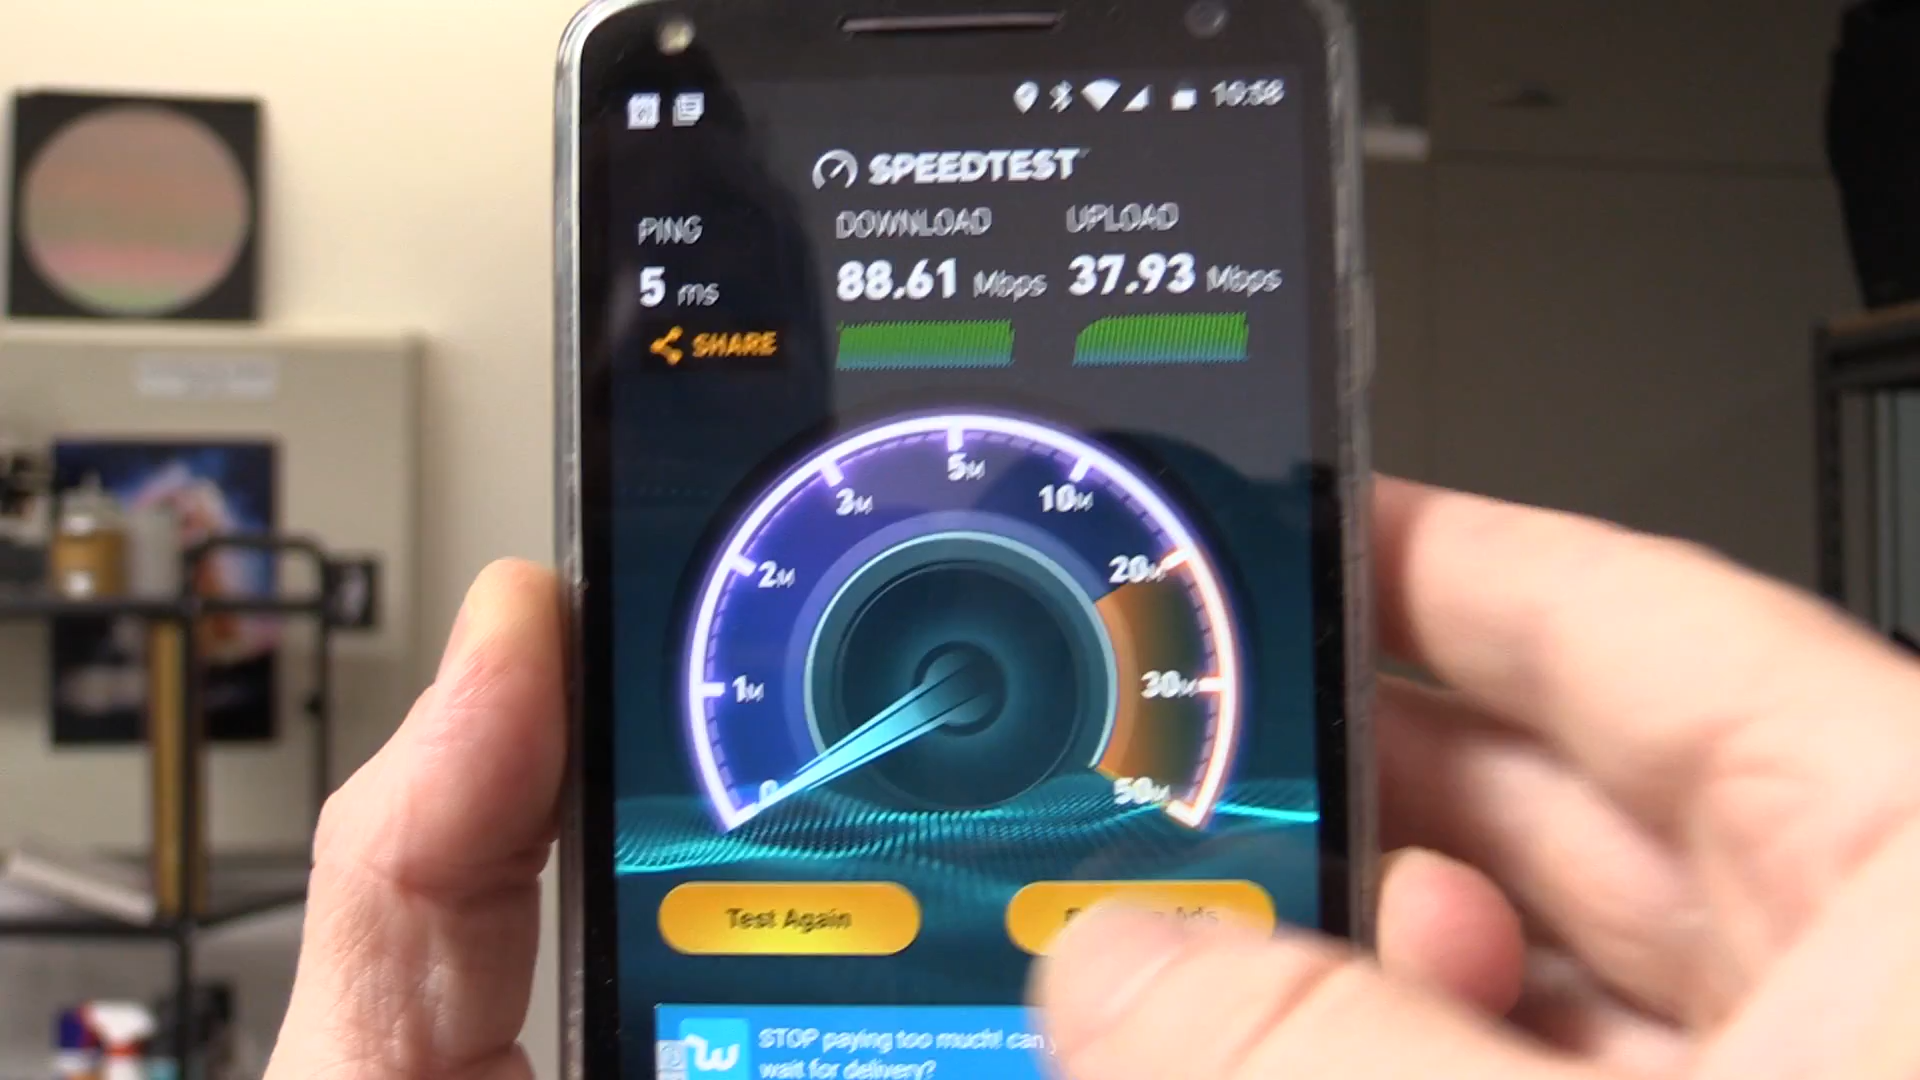 10:58
SPEEDTEST
PING
DOWNLOAD
UPLOAD
5 ms
88.61 Mbps
37.93 Mbps
SHARE
0
1M
2M
3M
5M
10M
20M
30M
50M
Test Again
Ads
STOP paying too much! can
wait for delivery?